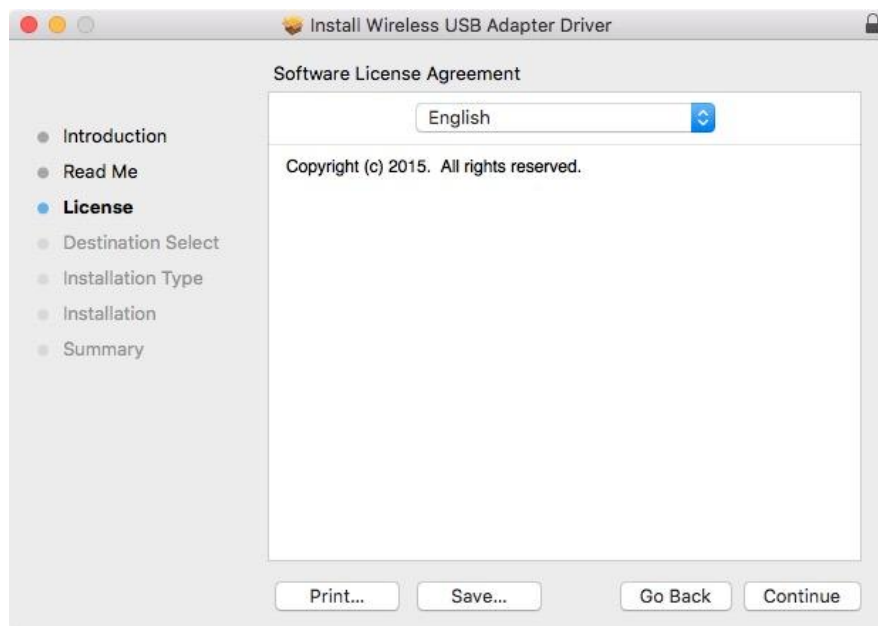 Install Wireless USB Adapter Driver
Software License Agreement
Introduction
Read Me
License
Destination Select
Installation Type
Installation
Summary
English
Copyright (c) 2015.  All rights reserved.
Print...
Save...
Go Back
Continue